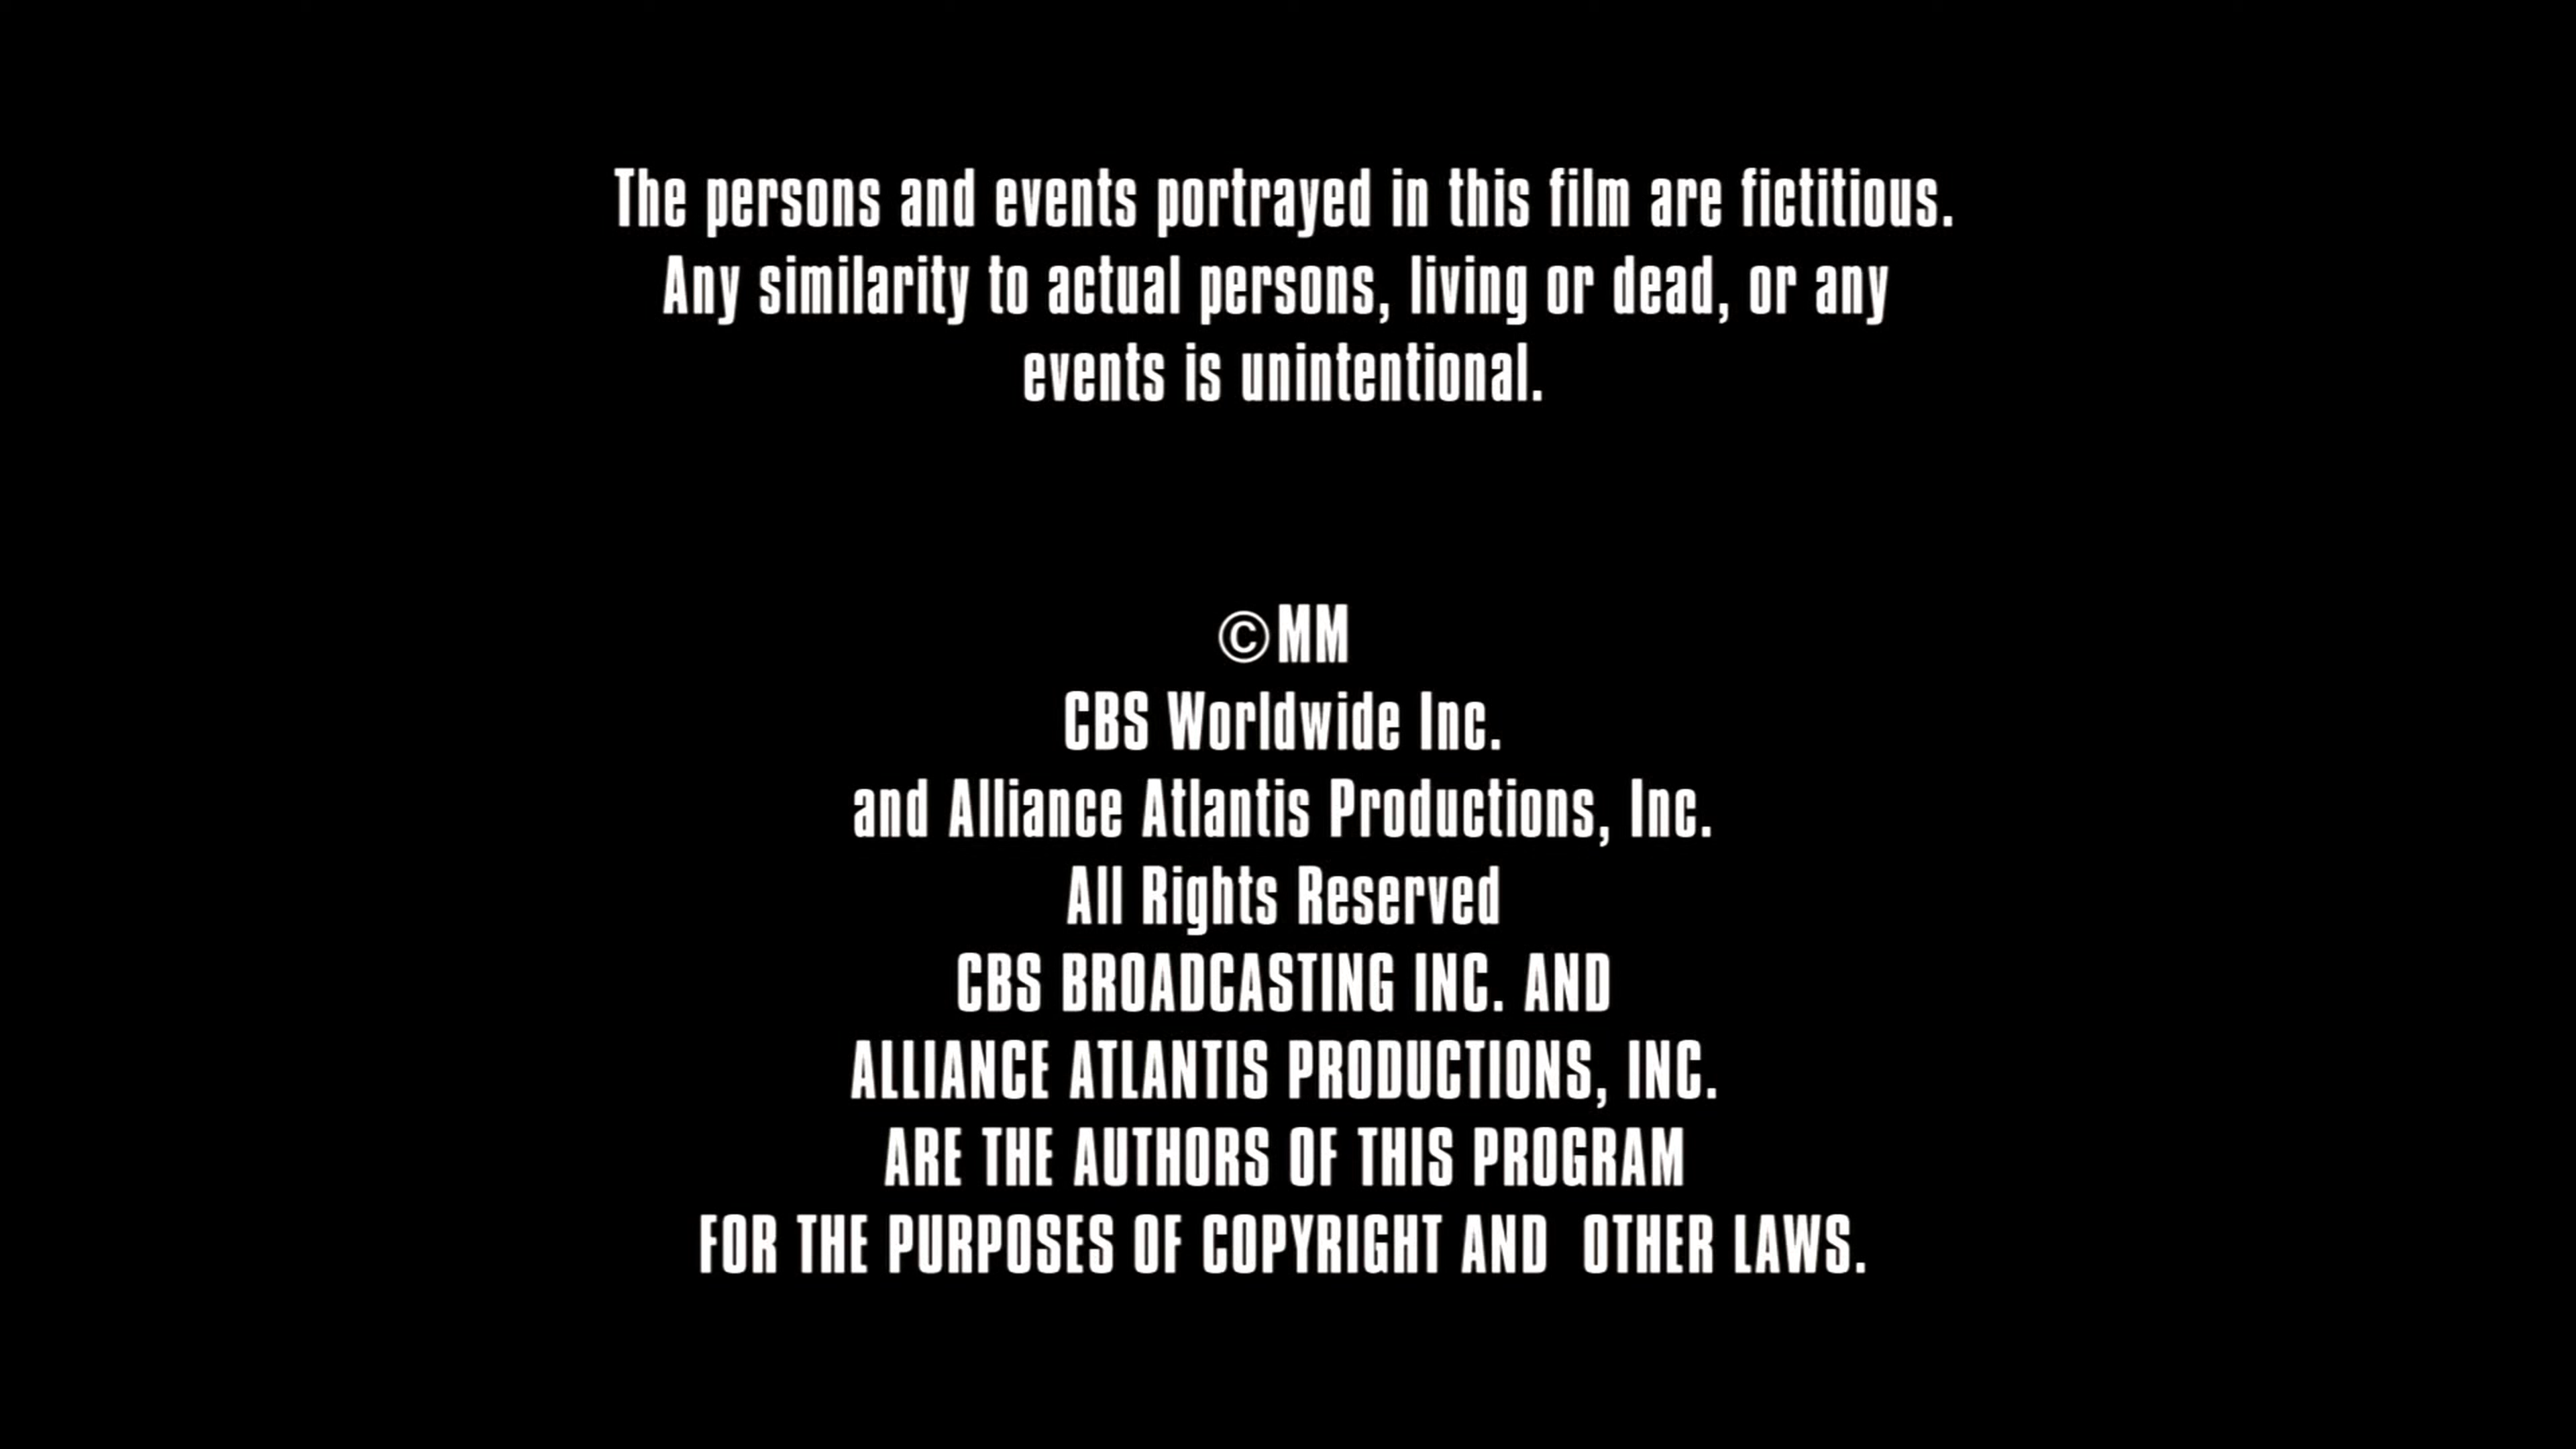 The persons and events portrayed in this film are fictitious.
Any similarity to actual persons, living or dead, or any
events is unintentional.
©MM
CBS Worldwide Inc.
and Alliance Atlantis Productions, Inc.
All Rights Reserved
CBS BROADCASTING INC. AND
ALLIANCE ATLANTIS PRODUCTIONS, INC.
ARE THE AUTHORS OF THIS PROGRAM
FOR THE PURPOSES OF COPYRIGHT AND  OTHER LAWS.